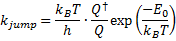 k_jump = k_B T / h · Q^† / Q exp(−E_0 / k_B T)